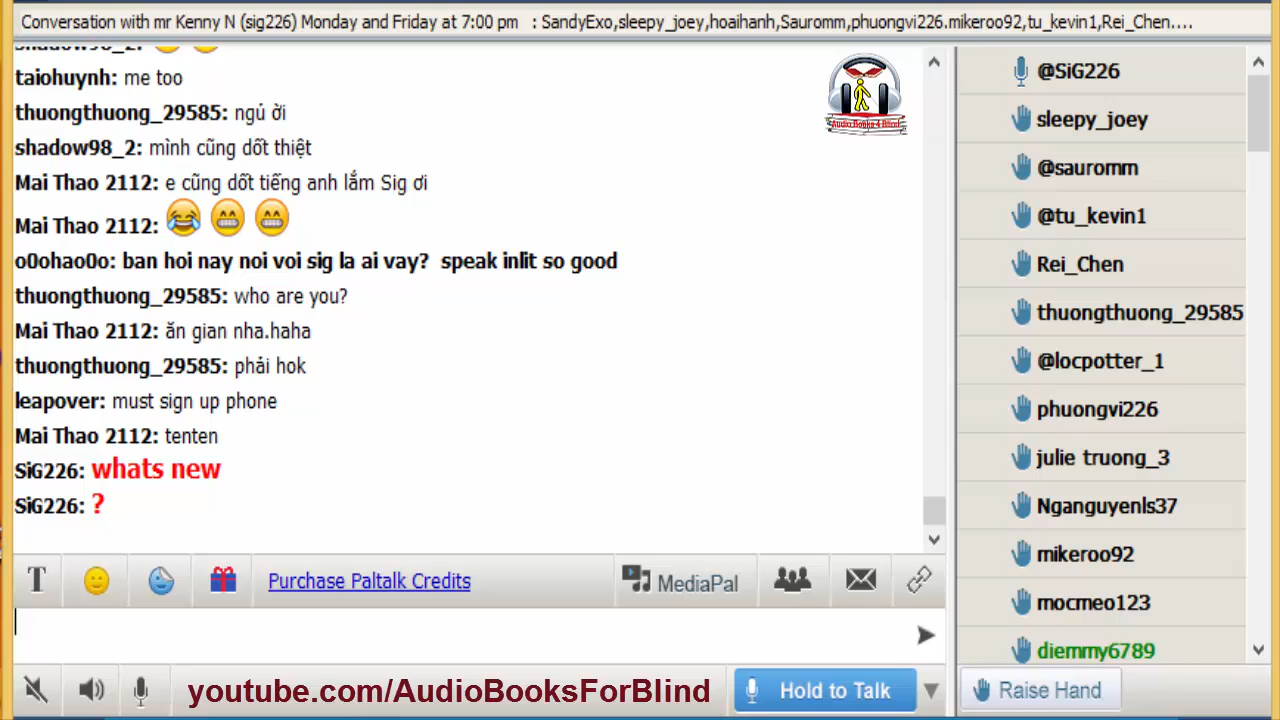 Conversation with mr Kenny N (sig226) Monday and Friday at 7:00 pm : SandyExo,sleepy_joey,hoaihanh,Sauromm,phuongvi226.mikeroo92,tu_kevin1,Rei_Chen....
shadow98_2:
taiohuynh: me too
thuongthuong_29585: ngủ ời
shadow98_2: mình cũng dốt thiệt
Mai Thao 2112: e cũng dốt tiếng anh lắm Sig ơi
Mai Thao 2112:
o0ohao0o: ban hoi nay noi voi sig la ai vay? speak inlit so good
thuongthuong_29585: who are you?
Mai Thao 2112: ăn gian nha.haha
thuongthuong_29585: phải hok
leapover: must sign up phone
Mai Thao 2112: tenten
SiG226: whats new
SiG226: ?
Audio Books 4 Blind
@SiG226
sleepy_joey
@sauromm
@tu_kevin1
Rei_Chen
thuongthuong_29585
@locpotter_1
phuongvi226
julie truong_3
Nganguyenls37
mikeroo92
mocmeo123
diemmy6789
T
Purchase Paltalk Credits
MediaPal
youtube.com/AudioBooksForBlind
Hold to Talk
Raise Hand